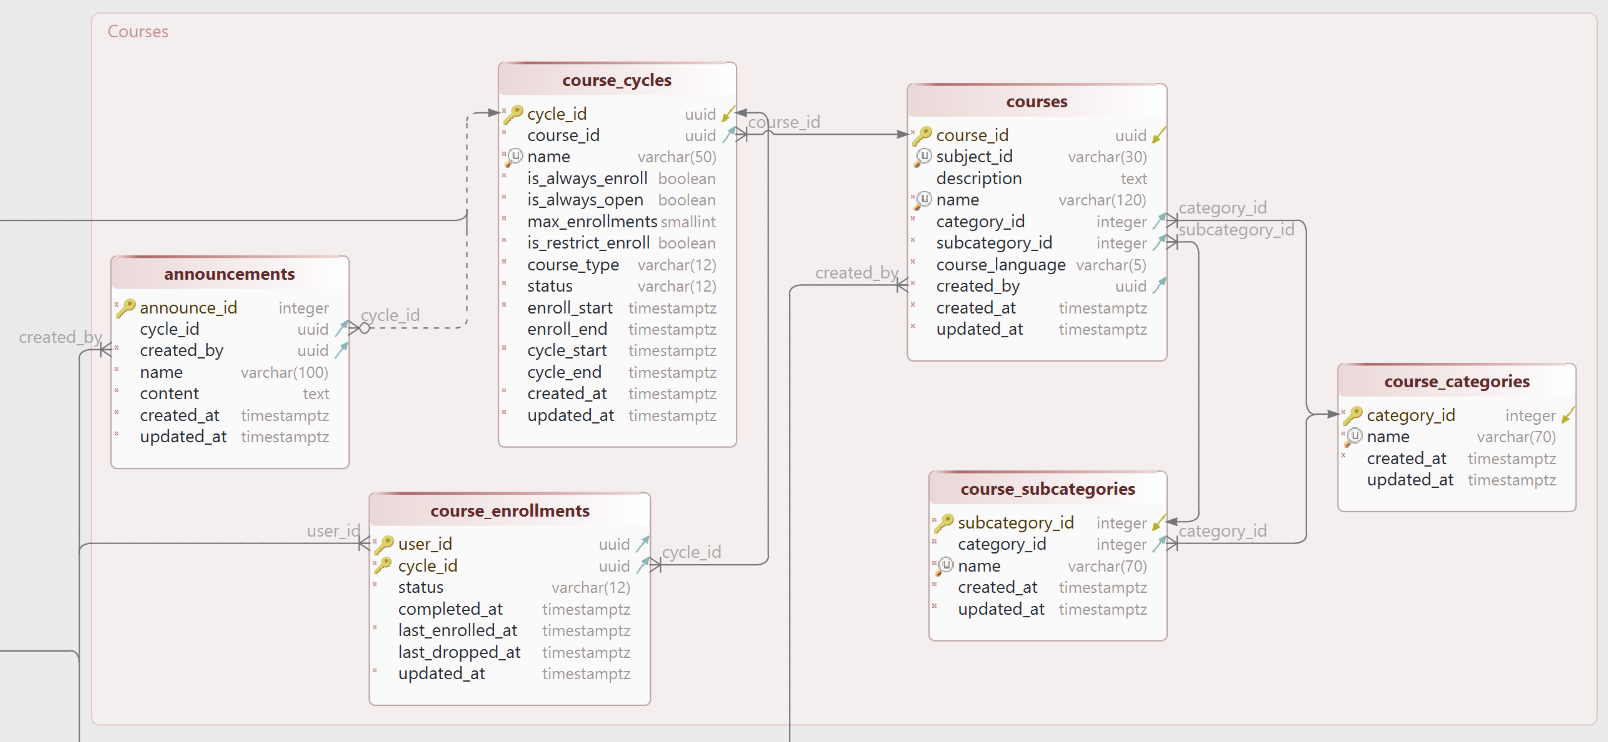 Courses
course_cycles
cycle_id uuid
course_id uuid
name varchar(50)
is_always_enroll boolean
is_always_open boolean
max_enrollments smallint
is_restrict_enroll boolean
course_type varchar(12)
status varchar(12)
enroll_start timestamptz
enroll_end timestamptz
cycle_start timestamptz
cycle_end timestamptz
created_at timestamptz
updated_at timestamptz
course_id
courses
course_id uuid
subject_id varchar(30)
description text
name varchar(120)
category_id integer
subcategory_id integer
course_language varchar(5)
created_by uuid
created_at timestamptz
updated_at timestamptz
category_id
subcategory_id
created_by
announcements
announce_id integer
cycle_id uuid
created_by uuid
name varchar(100)
content text
created_at timestamptz
updated_at timestamptz
cycle_id
created_by
course_categories
category_id integer
name varchar(70)
created_at timestamptz
updated_at timestamptz
course_enrollments
user_id uuid
cycle_id uuid
status varchar(12)
completed_at timestamptz
last_enrolled_at timestamptz
last_dropped_at timestamptz
updated_at timestamptz
user_id
cycle_id
course_subcategories
subcategory_id integer
category_id integer
name varchar(70)
created_at timestamptz
updated_at timestamptz
category_id